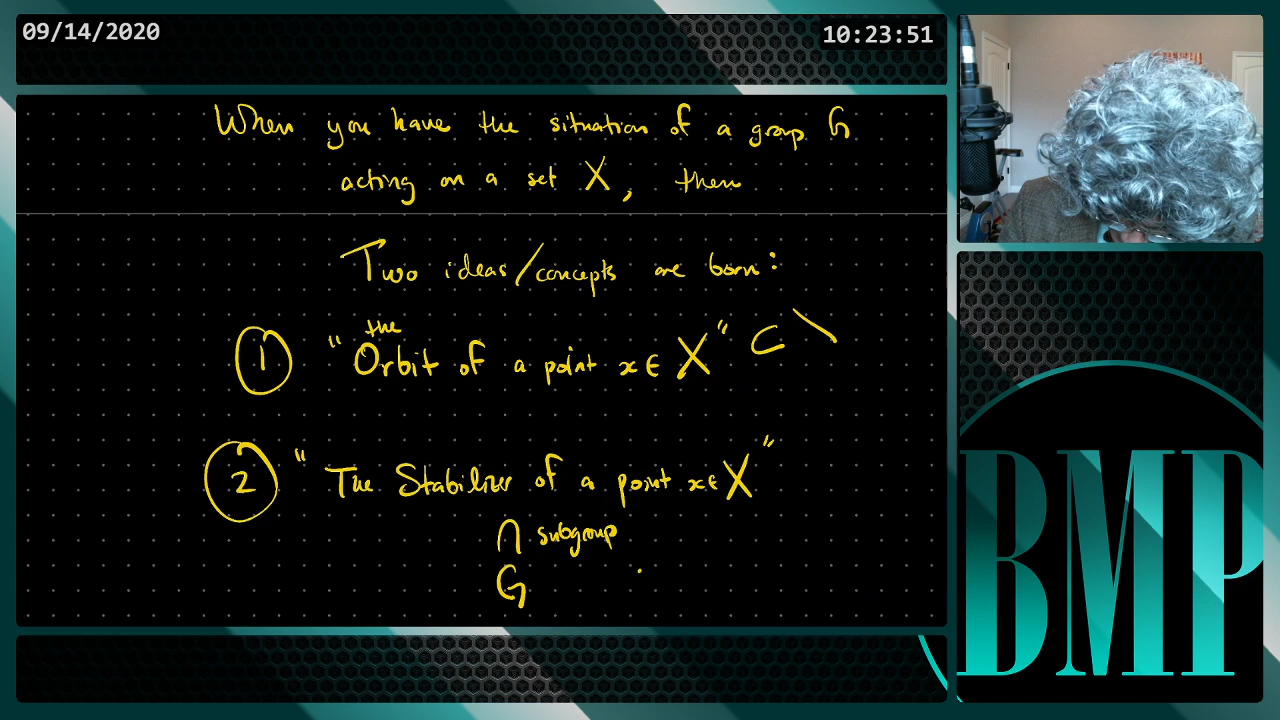 09/14/2020
10:23:51
When you have the situation of a group G
acting on a set X, then
Two ideas/concepts are born:
① "the Orbit of a point x ∈ X" ⊂ \
② "The Stabilizer of a point x ∈ X"
∩ subgroup
G
BMP